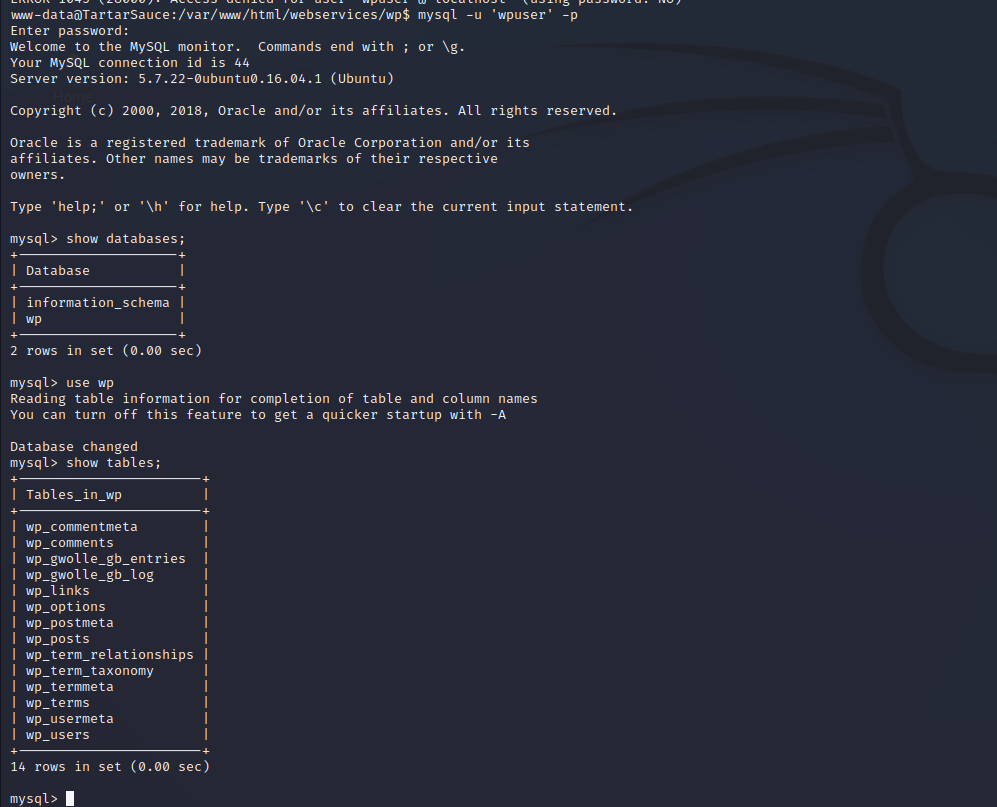 ERROR 1045 (28000): Access denied for user 'wpuser'@'localhost' (using password: NO)
www-data@TartarSauce:/var/www/html/webservices/wp$ mysql -u 'wpuser' -p
Enter password:
Welcome to the MySQL monitor.  Commands end with ; or \g.
Your MySQL connection id is 44
Server version: 5.7.22-0ubuntu0.16.04.1 (Ubuntu)
Copyright (c) 2000, 2018, Oracle and/or its affiliates. All rights reserved.
Oracle is a registered trademark of Oracle Corporation and/or its
affiliates. Other names may be trademarks of their respective
owners.
Type 'help;' or '\h' for help. Type '\c' to clear the current input statement.
mysql> show databases;
+--------------------+
| Database           |
+--------------------+
| information_schema |
| wp                 |
+--------------------+
2 rows in set (0.00 sec)
mysql> use wp
Reading table information for completion of table and column names
You can turn off this feature to get a quicker startup with -A
Database changed
mysql> show tables;
+-----------------------+
| Tables_in_wp          |
+-----------------------+
| wp_commentmeta        |
| wp_comments           |
| wp_gwolle_gb_entries  |
| wp_gwolle_gb_log      |
| wp_links              |
| wp_options            |
| wp_postmeta           |
| wp_posts              |
| wp_term_relationships |
| wp_term_taxonomy      |
| wp_termmeta           |
| wp_terms              |
| wp_usermeta           |
| wp_users              |
+-----------------------+
14 rows in set (0.00 sec)
mysql>